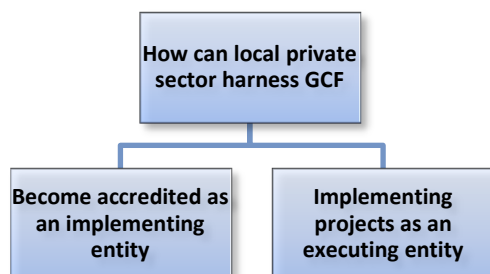 How can local private
sector harness GCF
Become accredited as
an implementing
entity
Implementing
projects as an
executing entity